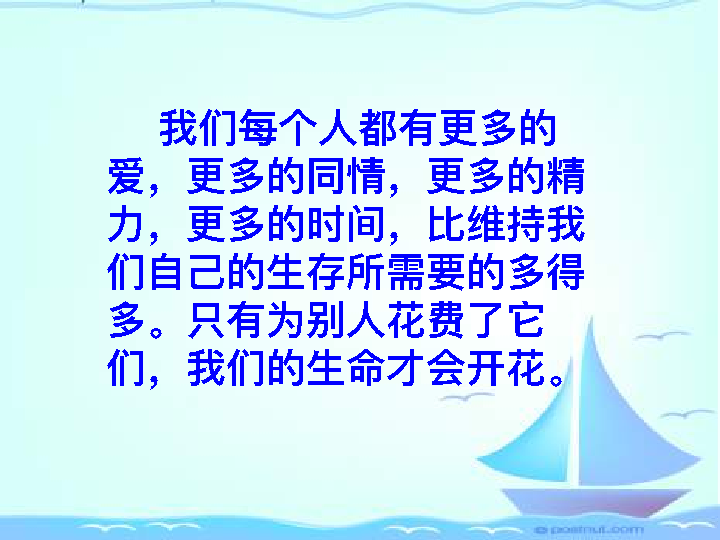 我们每个人都有更多的
爱，更多的同情，更多的精
力，更多的时间，比维持我
们自己的生存所需要的多得
多。只有为别人花费了它
们，我们的生命才会开花。
postnut.com